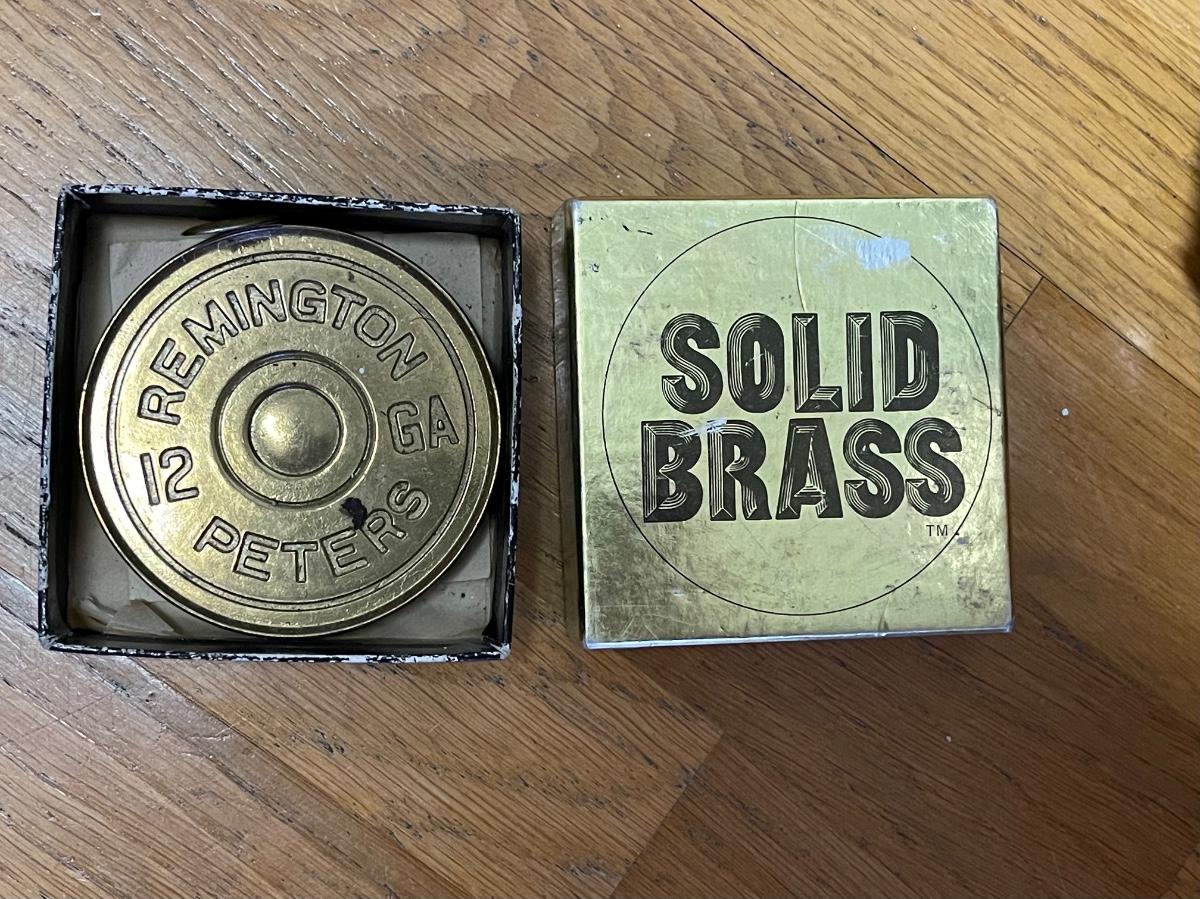 REMINGTON
12 GA
PETERS
SOLID
BRASS
TM